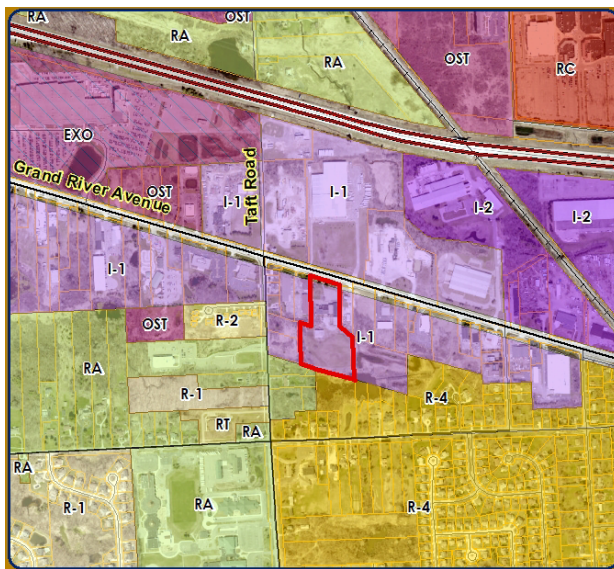 RA
OST
RA
RA
OST
RC
EXO
Grand River Avenue
OST
I-1
Taft Road
I-1
I-2
I-2
I-1
R-2
OST
I-1
RA
R-1
R-4
RT
RA
RA
R-1
RA
R-4